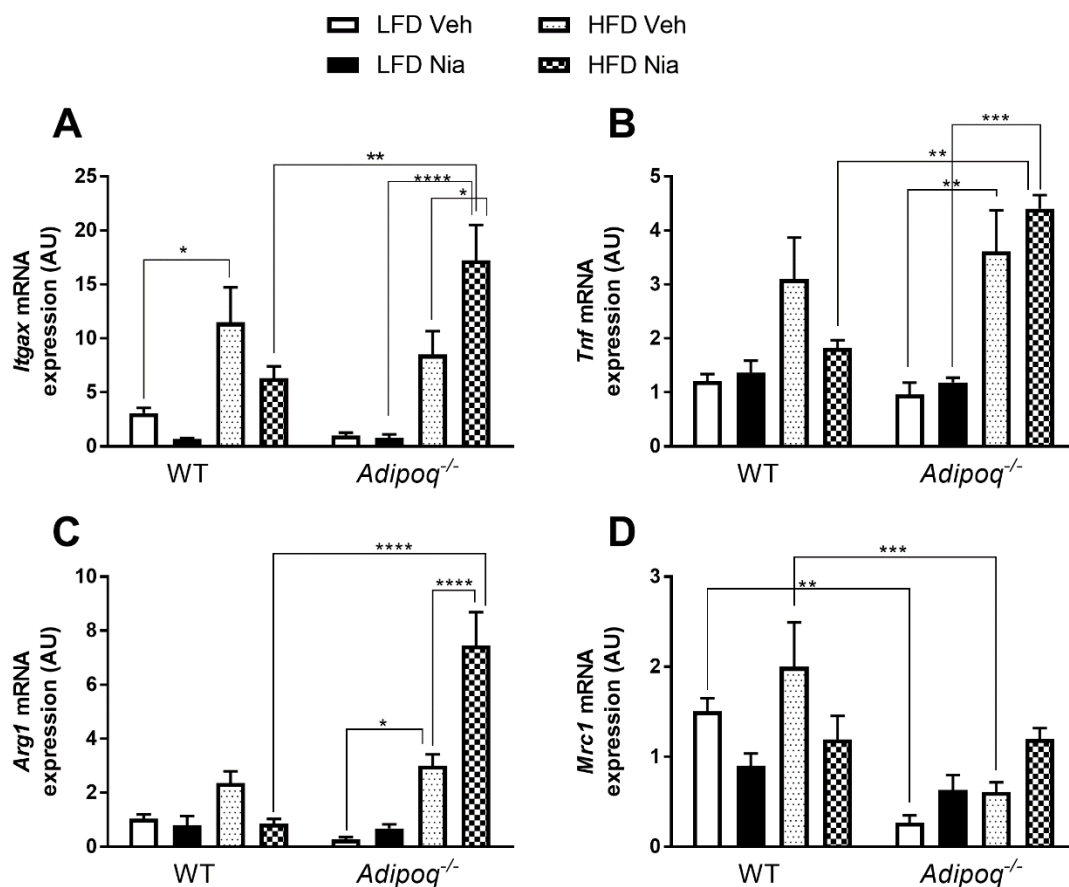 LFD Veh
HFD Veh
LFD Nia
HFD Nia
A
Itgax mRNA
expression (AU)
25
20
15
10
5
0
*
**
****
*
WT
Adipoq-/-
B
Tnf mRNA
expression (AU)
5
4
3
2
1
0
***
**
**
WT
Adipoq-/-
C
Arg1 mRNA
expression (AU)
10
8
6
4
2
0
****
****
*
WT
Adipoq-/-
D
Mrc1 mRNA
expression (AU)
3
2
1
0
***
**
WT
Adipoq-/-